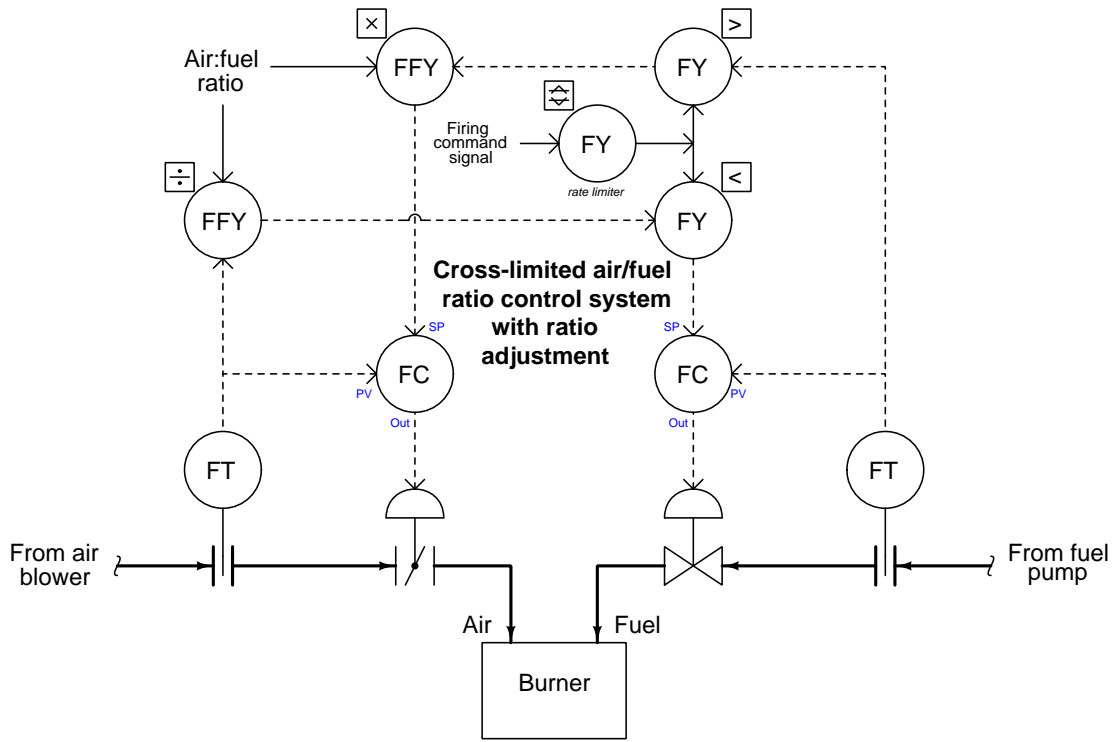 ×
>
Air:fuel
ratio
FFY
FY
Firing
command
signal
FY
rate limiter
÷
<
FFY
FY
Cross-limited air/fuel
ratio control system
with ratio
adjustment
SP
SP
FC
FC
PV
PV
Out
Out
FT
FT
From air
blower
From fuel
pump
Air
Fuel
Burner